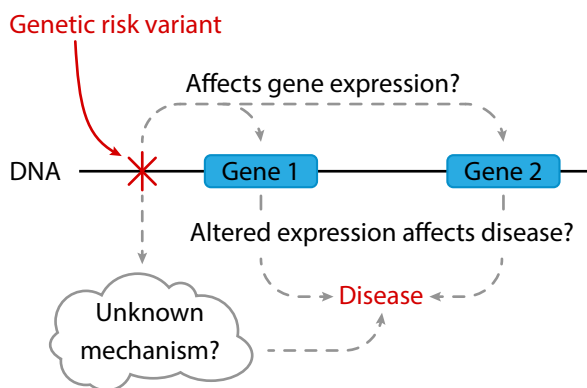 Genetic risk variant
Affects gene expression?
DNA
Gene 1
Gene 2
Altered expression affects disease?
Disease
Unknown
mechanism?